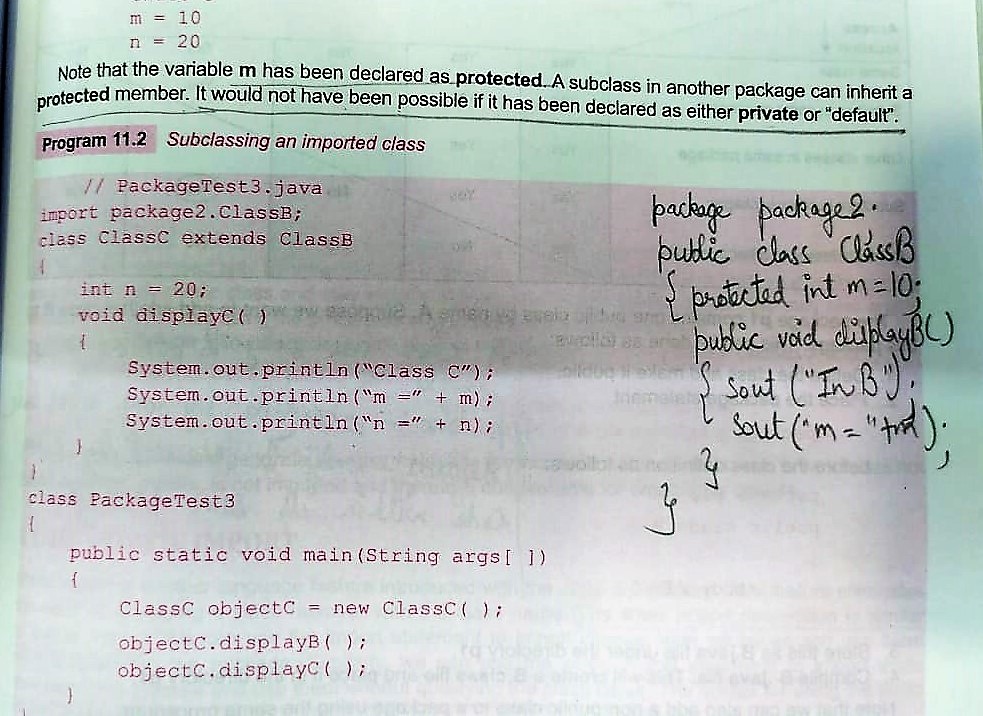 m = 10
n = 20
Note that the variable m has been declared as protected. A subclass in another package can inherit a
protected member. It would not have been possible if it has been declared as either private or "default".
Program 11.2 Subclassing an imported class
// PackageTest3.java
import package2.ClassB;
class ClassC extends ClassB
{
int n = 20;
void displayC( )
{
System.out.println("Class C");
System.out.println("m =" + m);
System.out.println("n =" + n);
}
}
class PackageTest3
{
public static void main(String args[ ])
{
ClassC objectC = new ClassC( );
objectC.displayB( );
objectC.displayC( );
}
package package2.
public class ClassB
{ protected int m=10;
public void displayB()
{ sout ("In B");
sout ("m = " +m);
}
}